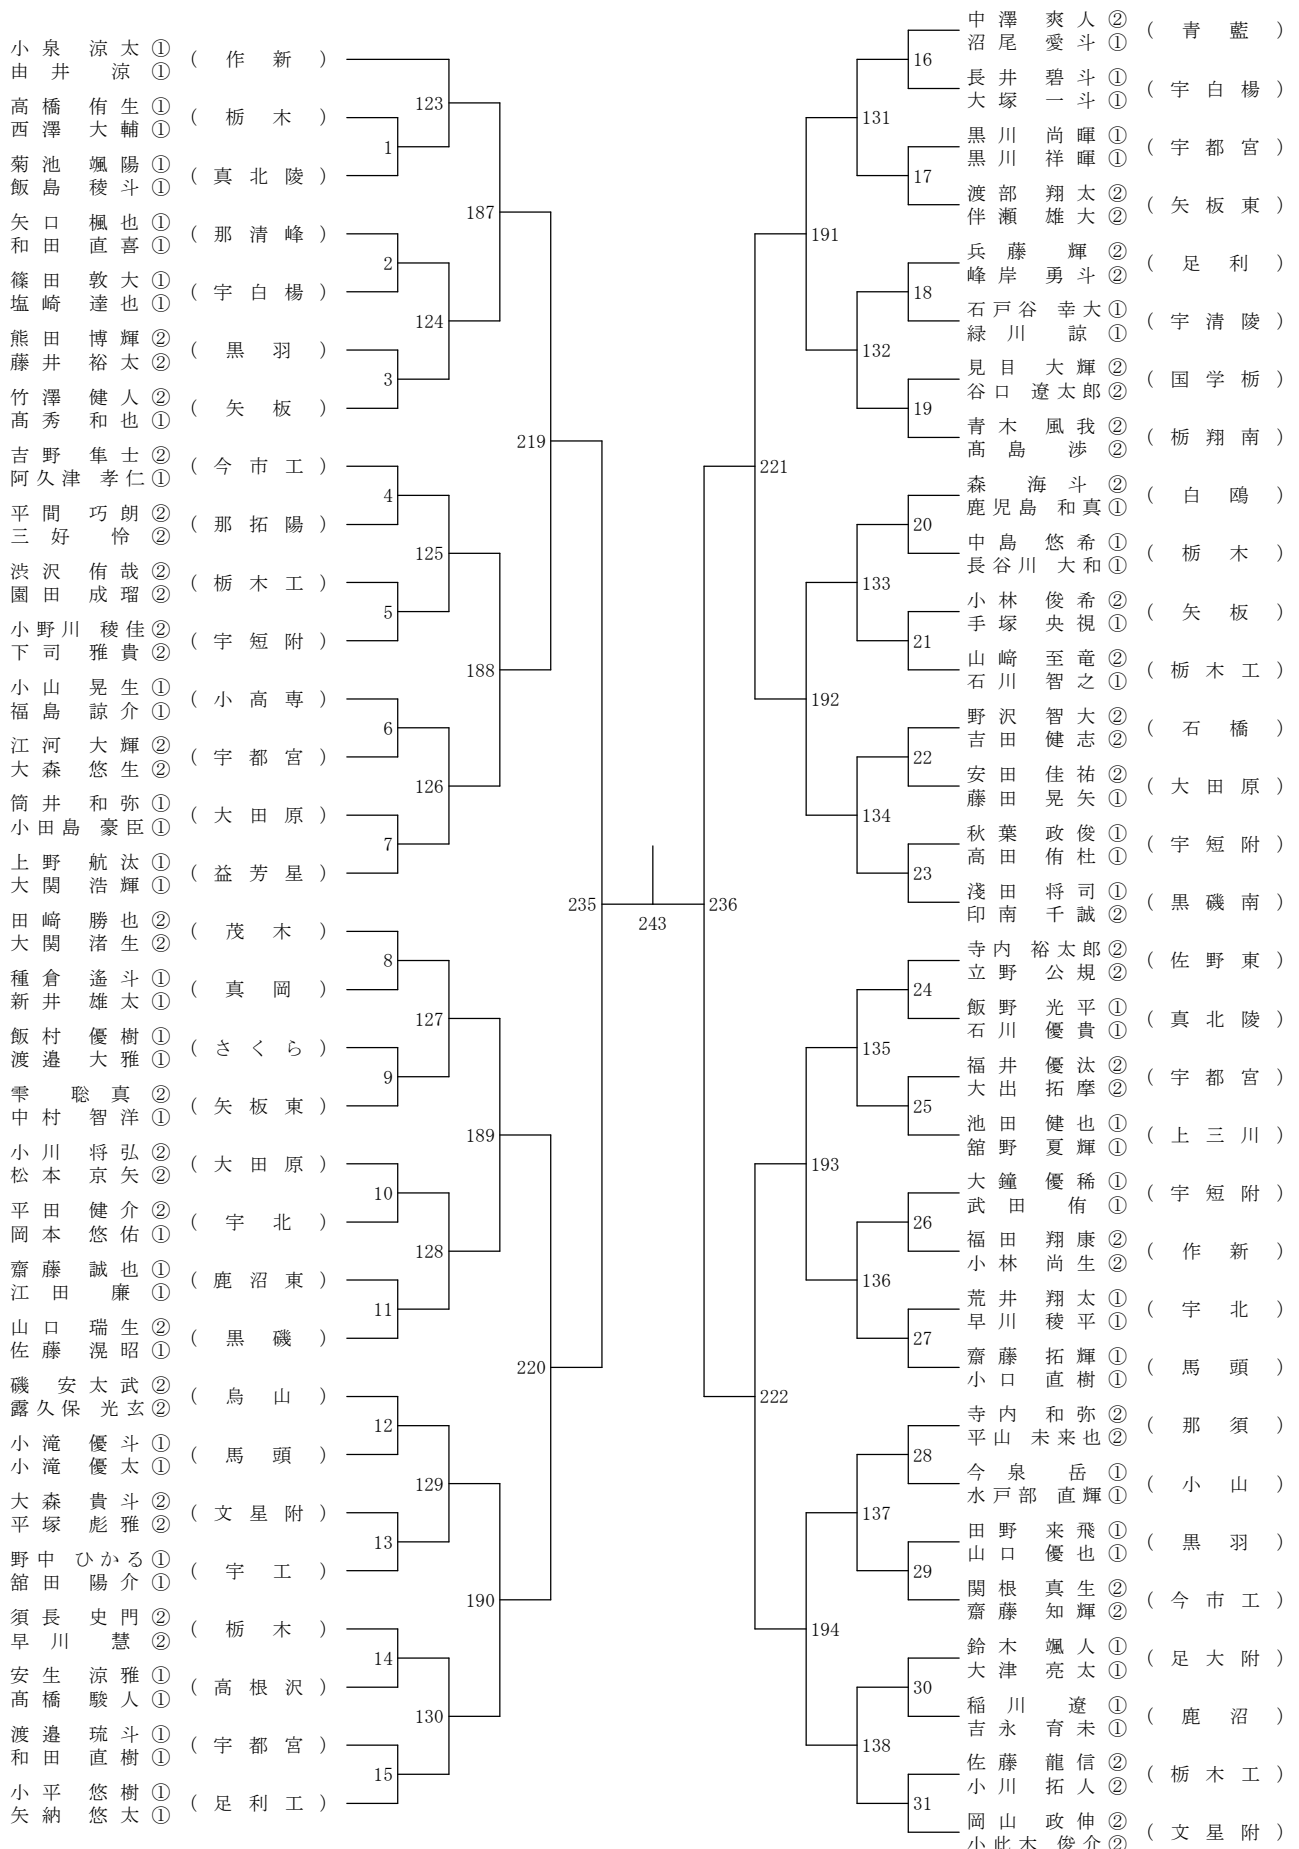 小泉 涼太①
由井 涼①
(作新)
高橋 侑生①
西澤 大輔①
(栃木)
菊池 颯陽①
飯島 稜斗①
(真北陵)
矢口 楓也①
和田 直喜①
(那清峰)
篠田 敦大①
塩崎 達也①
(宇白楊)
熊田 博輝②
藤井 裕太②
(黒羽)
竹澤 健人②
髙秀 和也①
(矢板)
吉野 隼士②
阿久津 孝仁①
(今市工)
平間 巧朗②
三好 怜②
(那拓陽)
渋沢 侑哉②
園田 成瑠②
(栃木工)
小野川 稜佳②
下司 雅貴②
(宇短附)
小山 晃生①
福島 諒介①
(小高専)
江河 大輝②
大森 悠生②
(宇都宮)
筒井 和弥①
小田島 豪臣①
(大田原)
上野 航汰①
大関 浩輝①
(益芳星)
田﨑 勝也②
大関 渚生②
(茂木)
種倉 遙斗①
新井 雄太①
(真岡)
飯村 優樹①
渡邉 大雅①
(さくら)
雫 聡真②
中村 智洋①
(矢板東)
小川 将弘②
松本 京矢②
(大田原)
平田 健介②
岡本 悠佑①
(宇北)
齋藤 誠也①
江田 廉①
(鹿沼東)
山口 瑞生②
佐藤 滉昭①
(黒磯)
磯 安太武②
露久保 光玄②
(烏山)
小滝 優斗①
小滝 優太①
(馬頭)
大森 貴斗②
平塚 彪雅②
(文星附)
野中 ひかる①
舘田 陽介①
(宇工)
須長 史門②
早川 慧②
(栃木)
安生 涼雅①
髙橋 駿人①
(高根沢)
渡邉 琉斗①
和田 直樹①
(宇都宮)
小平 悠樹①
矢納 悠太①
(足利工)
1
2
3
4
5
6
7
8
9
10
11
12
13
14
15
123
124
125
126
127
128
129
130
187
188
189
190
219
220
235
243
236
221
222
191
192
193
194
131
132
133
134
135
136
137
138
16
17
18
19
20
21
22
23
24
25
26
27
28
29
30
31
中澤 爽人②
沼尾 愛斗①
(青藍)
長井 碧斗①
大塚 一斗①
(宇白楊)
黒川 尚暉①
黒川 祥暉①
(宇都宮)
渡部 翔太②
伴瀬 雄大②
(矢板東)
兵藤 輝②
峰岸 勇斗②
(足利)
石戸谷 幸大①
緑川 諒①
(宇清陵)
見目 大輝②
谷口 遼太郎②
(国学栃)
青木 風我②
髙島 渉②
(栃翔南)
森 海斗②
鹿児島 和真①
(白鴎)
中島 悠希①
長谷川 大和①
(栃木)
小林 俊希②
手塚 央視①
(矢板)
山﨑 至竜②
石川 智之①
(栃木工)
野沢 智大②
吉田 健志②
(石橋)
安田 佳祐②
藤田 晃矢①
(大田原)
秋葉 政俊①
高田 侑杜①
(宇短附)
淺田 将司①
印南 千誠②
(黒磯南)
寺内 裕太郎②
立野 公規②
(佐野東)
飯野 光平①
石川 優貴①
(真北陵)
福井 優汰②
大出 拓摩②
(宇都宮)
池田 健也①
舘野 夏輝①
(上三川)
大鐘 優稀①
武田 侑①
(宇短附)
福田 翔康②
小林 尚生②
(作新)
荒井 翔太①
早川 稜平①
(宇北)
齋藤 拓輝①
小口 直樹①
(馬頭)
寺内 和弥②
平山 未来也②
(那須)
今泉 岳①
水戸部 直輝①
(小山)
田野 来飛①
山口 優也①
(黒羽)
関根 真生②
齋藤 知輝②
(今市工)
鈴木 颯人①
大津 亮太①
(足大附)
稲川 遼①
吉永 育未①
(鹿沼)
佐藤 龍信②
小川 拓人②
(栃木工)
岡山 政伸②
小此木 俊介②
(文星附)